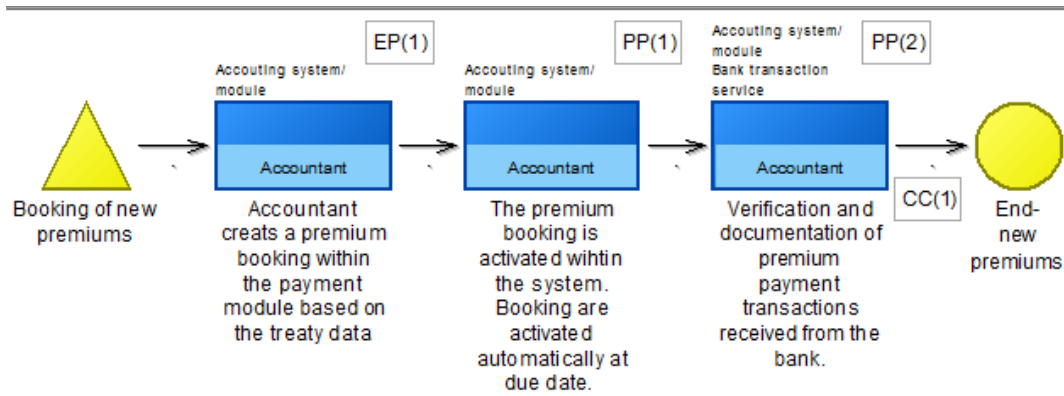 EP(1)
PP(1)
Accouting system/
module
Bank transaction
service
PP(2)
Accouting system/
module
Accouting system/
module
Accountant
Accountant
Accountant
CC(1)
Booking of new
premiums
Accountant
creats a premium
booking within
the payment
module based on
the treaty data
The premium
booking is
activated wihtin
the system.
Booking are
activated
automatically at
due date.
Verification and
documentation of
premium
payment
transactions
received from the
bank.
End-
new
premiums